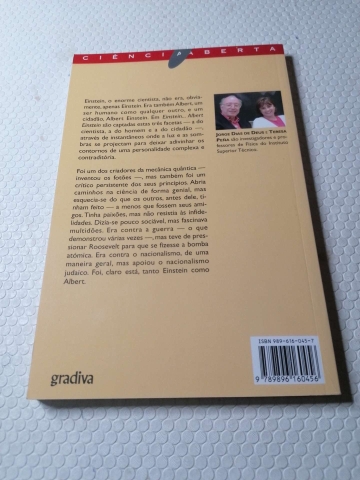 CIÊNCIA ABERTA
Einstein, o enorme cientista, não era, obvia-
mente, apenas Einstein. Era também Albert, um
ser humano como qualquer outro, e um
cidadão, Albert Einstein. Em Einstein... Albert
Einstein são captadas estas três facetas — a do
cientista, a do homem e a do cidadão —,
através de instantâneos onde a luz e as som-
bras se projectam para deixar adivinhar os
contornos de uma personalidade complexa e
contraditória.
Foi um dos criadores da mecânica quântica —
inventou os fotões —, mas também foi um
crítico persistente dos seus princípios. Abria
caminhos na ciência de forma genial, mas
esquecia-se do que os outros, antes dele, ti-
nham feito — a menos que fossem seus ami-
gos. Tinha paixões, mas não resistia às infide-
lidades. Dizia-se pouco sociável, mas fascinava
multidões. Era contra a guerra — o que
demonstrou várias vezes —, mas teve de pres-
sionar Roosevelt para que se fizesse a bomba
atómica. Era contra o nacionalismo, de uma
maneira geral, mas apoiou o nacionalismo
judaico. Foi, claro está, tanto Einstein como
Albert.
JORGE DIAS DE DEUS e TERESA
PEÑA são investigadores e pro-
fessores de Física do Instituto
Superior Técnico.
gradiva
ISBN 989-616-045-7
9 789896 160456